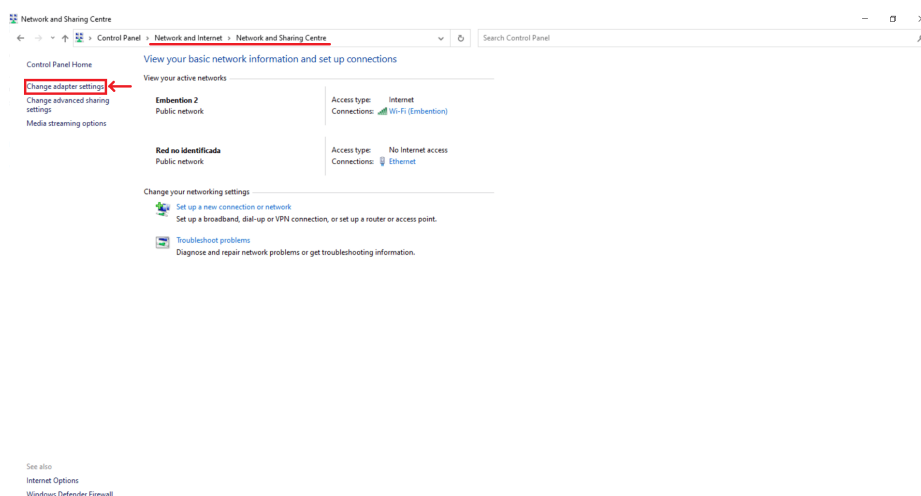 Network and Sharing Centre
Control Panel > Network and Internet > Network and Sharing Centre
Search Control Panel
Control Panel Home
Change adapter settings
Change advanced sharing
settings
Media streaming options
View your basic network information and set up connections
View your active networks
Embention 2
Public network
Access type: Internet
Connections: Wi-Fi (Embention)
Red no identificada
Public network
Access type: No Internet access
Connections: Ethernet
Change your networking settings
Set up a new connection or network
Set up a broadband, dial-up or VPN connection, or set up a router or access point.
Troubleshoot problems
Diagnose and repair network problems or get troubleshooting information.
See also
Internet Options
Windows Defender Firewall